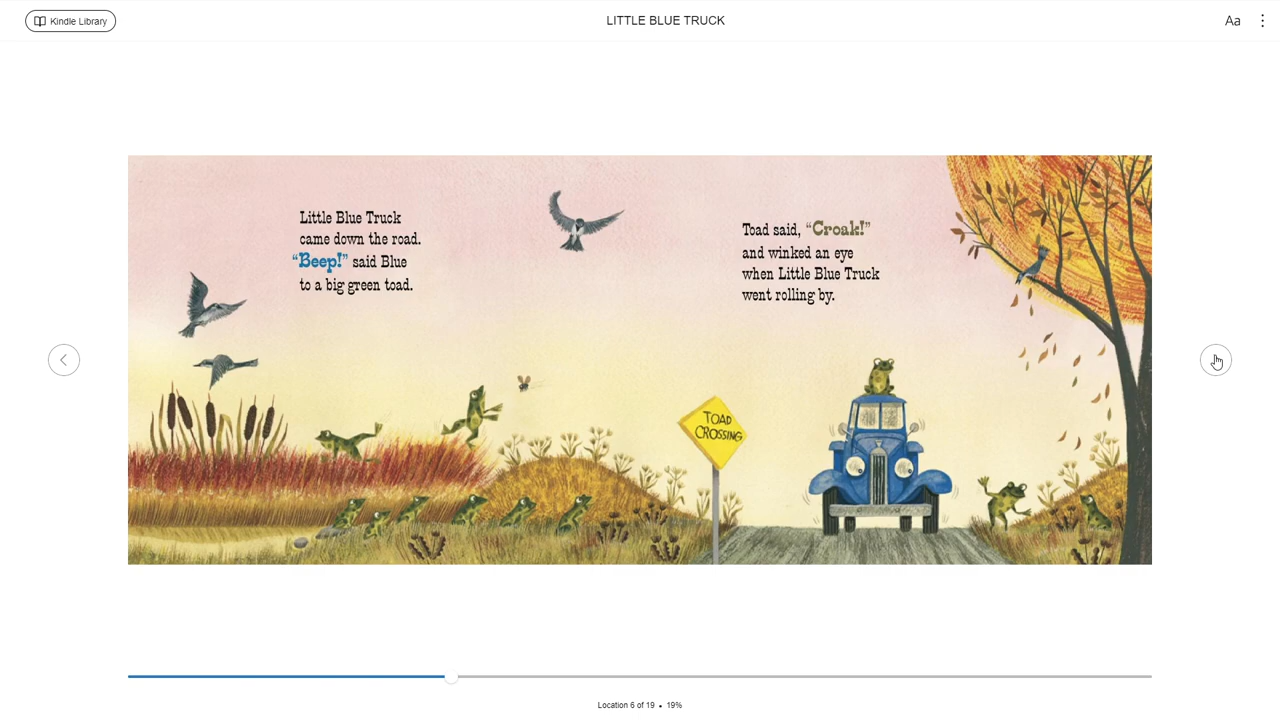 Kindle Library
LITTLE BLUE TRUCK
Aa
Little Blue Truck
came down the road.
“Beep!” said Blue
to a big green toad.
Toad said, “Croak!”
and winked an eye
when Little Blue Truck
went rolling by.
TOAD
CROSSING
Location 6 of 19 • 19%